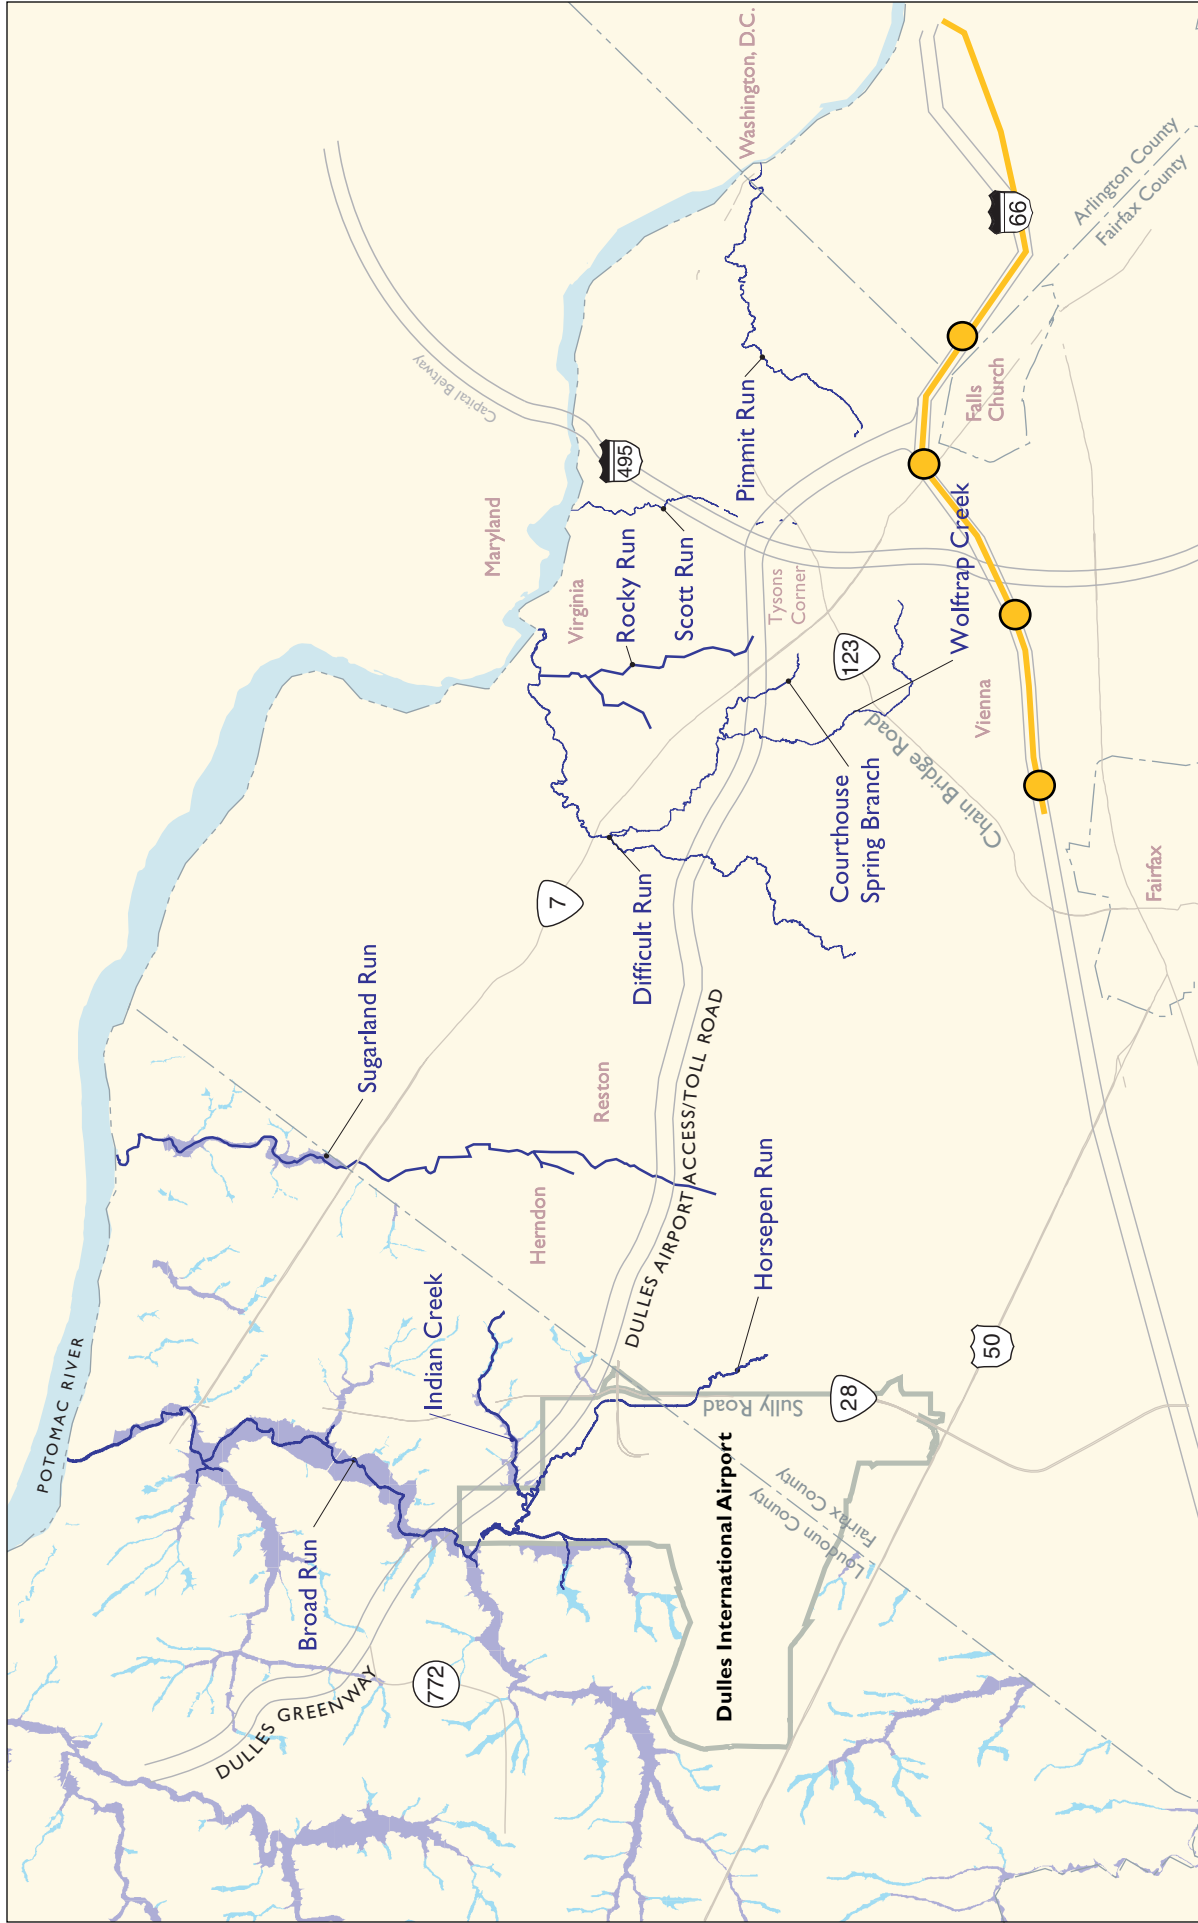 POTOMAC RIVER
Broad Run
DULLES GREENWAY
772
Indian Creek
Sugarland Run
Herndon
Reston
Horsepen Run
DULLES AIRPORT ACCESS/TOLL ROAD
Sully Road
28
50
Dulles International Airport
Loudoun County
Fairfax County
7
Difficult Run
Courthouse
Spring Branch
Chain Bridge Road
123
Wolftrap Creek
Vienna
Fairfax
Maryland
Virginia
Rocky Run
Scott Run
Tysons
Corner
Capital Beltway
495
Pimmit Run
Falls
Church
Washington, D.C.
66
Arlington County
Fairfax County